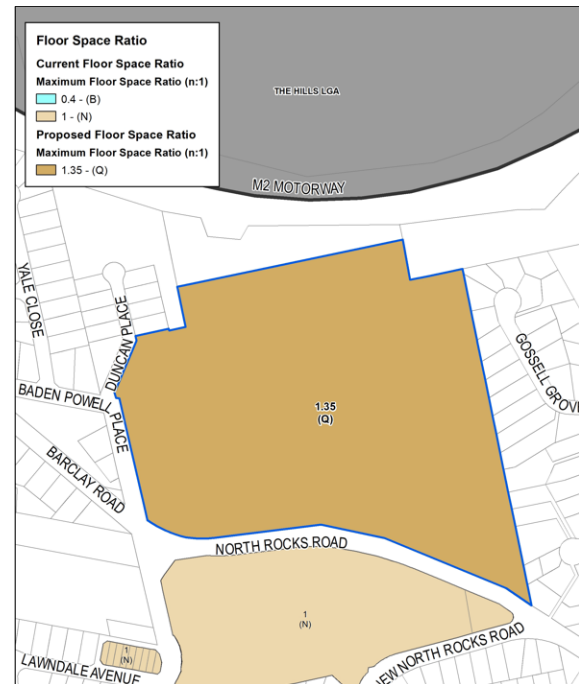 Floor Space Ratio
Current Floor Space Ratio
Maximum Floor Space Ratio (n:1)
0.4 - (B)
1 - (N)
Proposed Floor Space Ratio
Maximum Floor Space Ratio (n:1)
1.35 - (Q)
THE HILLS LGA
M2 MOTORWAY
YALE CLOSE
DUNCAN PLACE
GOSSELL GROVE
BADEN POWELL PLACE
1.35
(Q)
BARCLAY ROAD
NORTH ROCKS ROAD
1
(N)
1
(N)
NEW NORTH ROCKS ROAD
LAWNDALE AVENUE